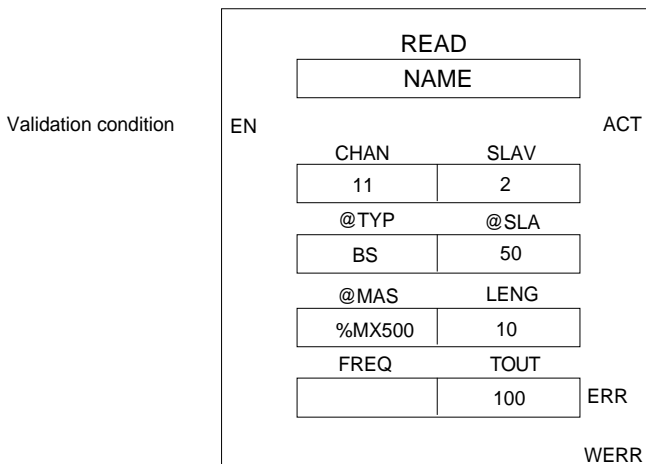 READ
NAME
Validation condition EN ACT
CHAN SLAV
11 2
@TYP @SLA
BS 50
@MAS LENG
%MX500 10
FREQ TOUT
100 ERR
WERR